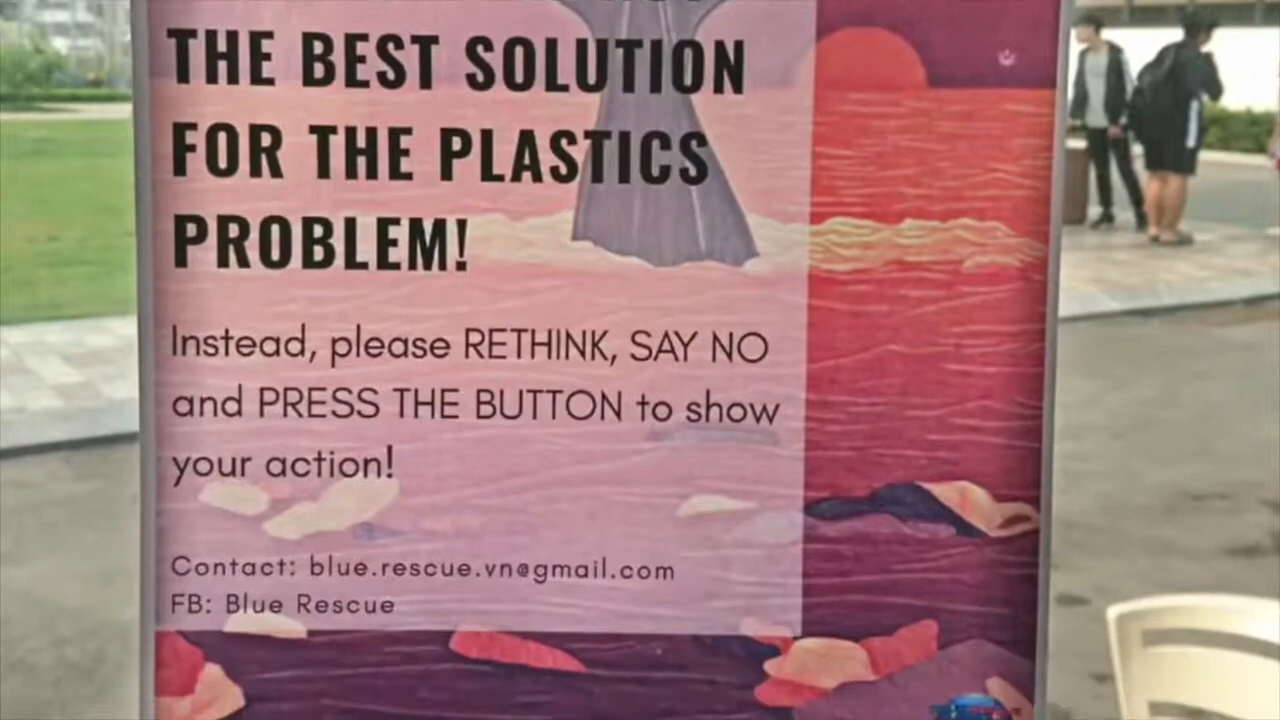 THE BEST SOLUTION
FOR THE PLASTICS
PROBLEM!
Instead, please RETHINK, SAY NO
and PRESS THE BUTTON to show
your action!
Contact: blue.rescue.vn@gmail.com
FB: Blue Rescue